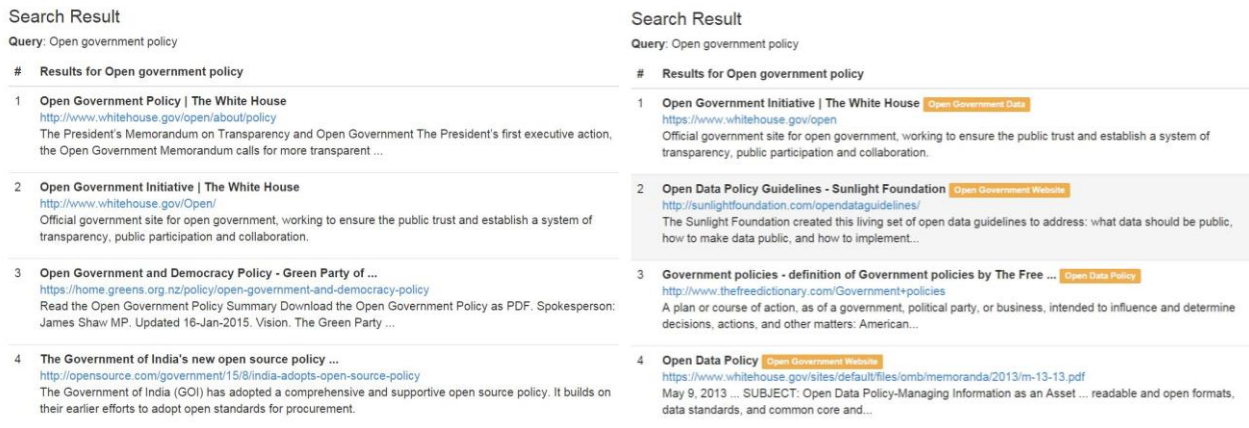 Search Result
Query: Open government policy
# Results for Open government policy
1 Open Government Policy | The White House
http://www.whitehouse.gov/open/about/policy
The President's Memorandum on Transparency and Open Government The President's first executive action,
the Open Government Memorandum calls for more transparent ...
2 Open Government Initiative | The White House
http://www.whitehouse.gov/Open/
Official government site for open government, working to ensure the public trust and establish a system of
transparency, public participation and collaboration.
3 Open Government and Democracy Policy - Green Party of ...
https://home.greens.org.nz/policy/open-government-and-democracy-policy
Read the Open Government Policy Summary Download the Open Government Policy as PDF. Spokesperson:
James Shaw MP. Updated 16-Jan-2015. Vision. The Green Party ...
4 The Government of India's new open source policy ...
http://opensource.com/government/15/8/india-adopts-open-source-policy
The Government of India (GOI) has adopted a comprehensive and supportive open source policy. It builds on
their earlier efforts to adopt open standards for procurement.
Search Result
Query: Open government policy
# Results for Open government policy
1 Open Government Initiative | The White House Open Government Data
https://www.whitehouse.gov/open
Official government site for open government, working to ensure the public trust and establish a system of
transparency, public participation and collaboration.
2 Open Data Policy Guidelines - Sunlight Foundation Open Government Website
http://sunlightfoundation.com/opendataguidelines/
The Sunlight Foundation created this living set of open data guidelines to address: what data should be public,
how to make data public, and how to implement...
3 Government policies - definition of Government policies by The Free ... Open Data Policy
http://www.thefreedictionary.com/Government+policies
A plan or course of action, as of a government, political party, or business, intended to influence and determine
decisions, actions, and other matters: American...
4 Open Data Policy Open Government Website
https://www.whitehouse.gov/sites/default/files/omb/memoranda/2013/m-13-13.pdf
May 9, 2013 ... SUBJECT: Open Data Policy-Managing Information as an Asset ... readable and open formats,
data standards, and common core and...